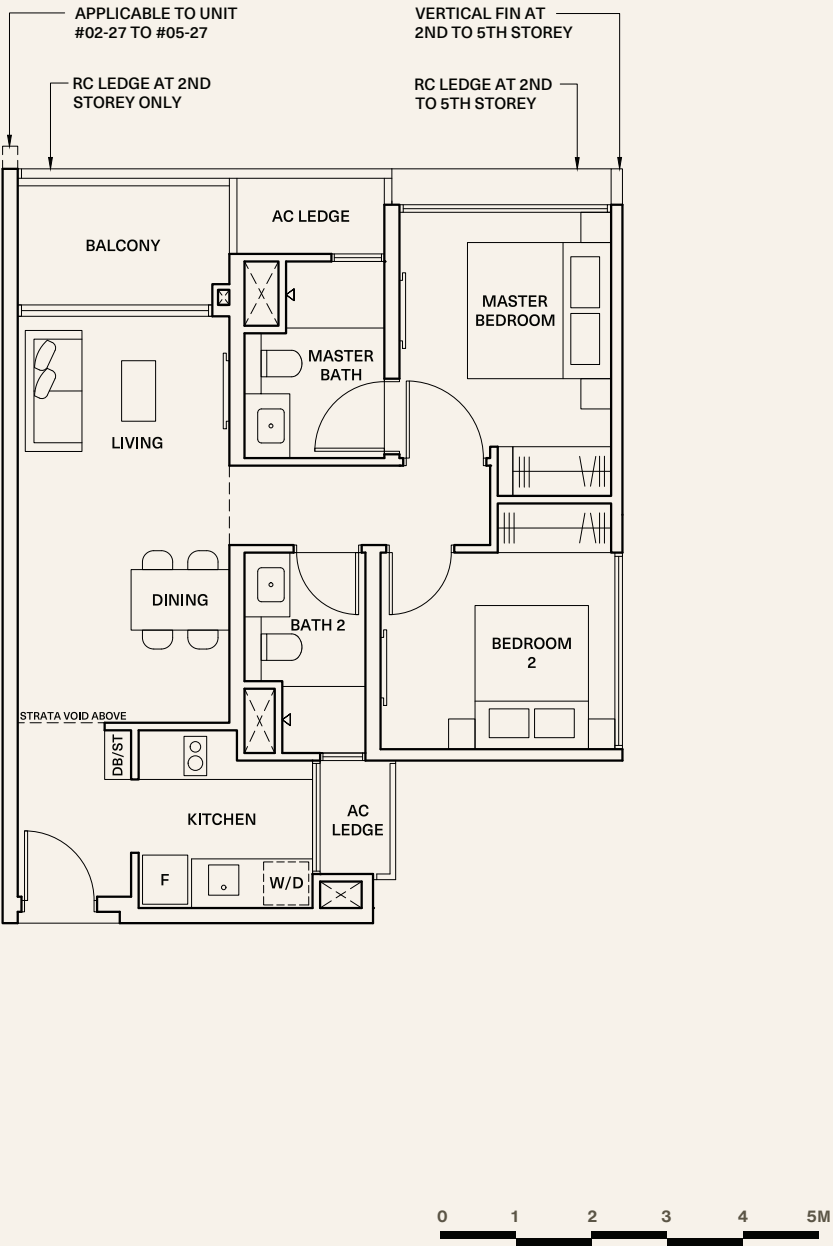 APPLICABLE TO UNIT
#02-27 TO #05-27
VERTICAL FIN AT
2ND TO 5TH STOREY
RC LEDGE AT 2ND
STOREY ONLY
RC LEDGE AT 2ND
TO 5TH STOREY
AC LEDGE
BALCONY
MASTER
BEDROOM
MASTER
BATH
LIVING
DINING
BATH 2
BEDROOM
2
STRATA VOID ABOVE
DB/ST
KITCHEN
AC
LEDGE
F
W/D
0 1 2 3 4 5M